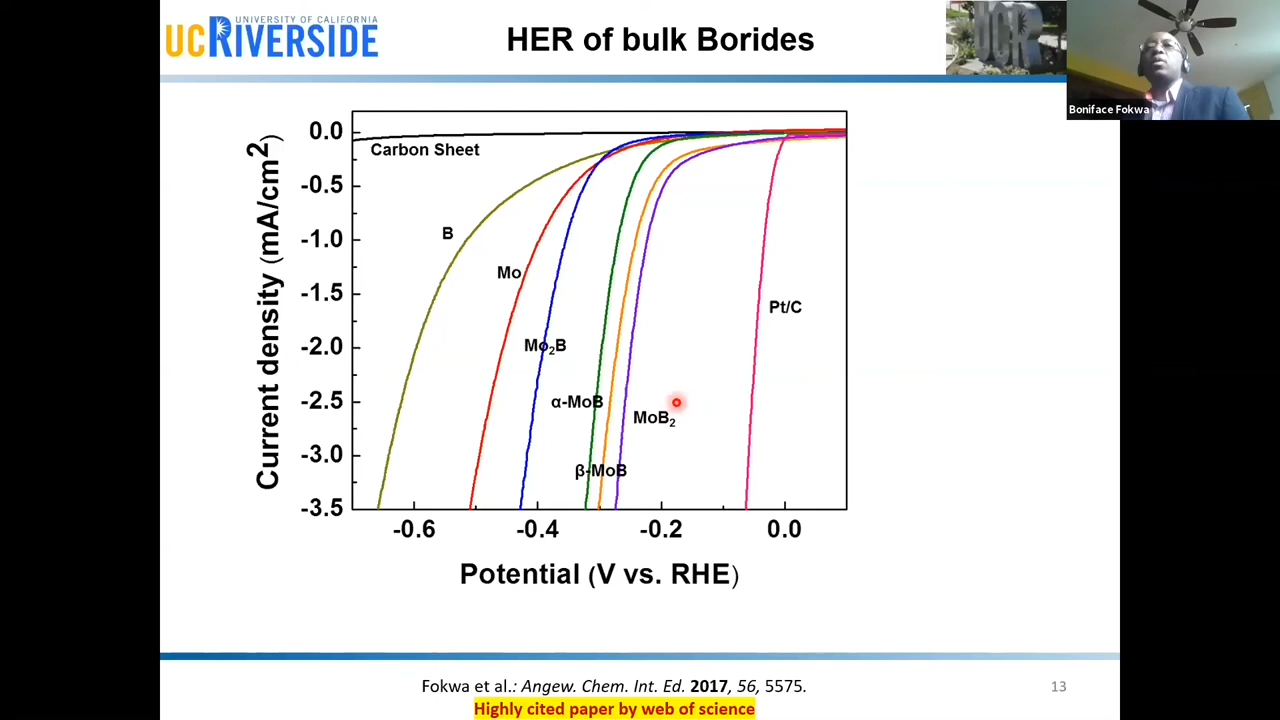 UNIVERSITY OF CALIFORNIA
UCRIVERSIDE
HER of bulk Borides
UCR
Boniface Fokwa
0.0
-0.5
-1.0
-1.5
-2.0
-2.5
-3.0
-3.5
Current density (mA/cm²)
Carbon Sheet
B
Mo
Mo₂B
α-MoB
β-MoB
MoB₂
Pt/C
-0.6
-0.4
-0.2
0.0
Potential (V vs. RHE)
Fokwa et al.: Angew. Chem. Int. Ed. 2017, 56, 5575.
13
Highly cited paper by web of science